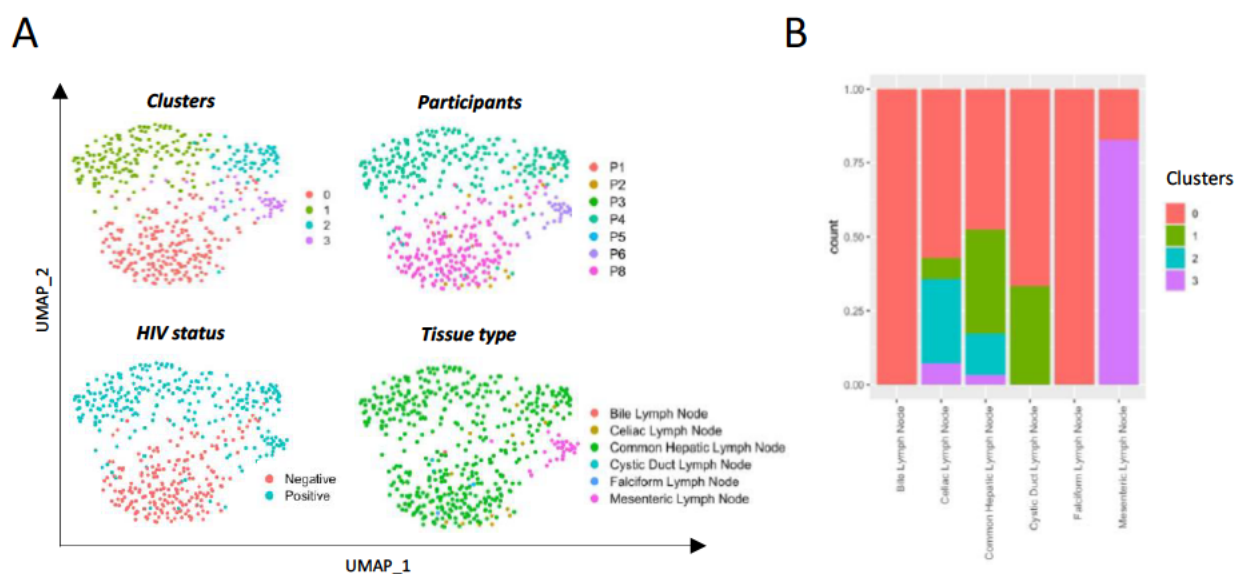 A
B
Clusters
Participants
0
1
2
3
P1
P2
P3
P4
P5
P6
P8
HIV status
Tissue type
Negative
Positive
Bile Lymph Node
Celiac Lymph Node
Common Hepatic Lymph Node
Cystic Duct Lymph Node
Falciform Lymph Node
Mesenteric Lymph Node
UMAP_2
UMAP_1
1.00
0.75
0.50
0.25
0.00
count
Bile Lymph Node
Celiac Lymph Node
Common Hepatic Lymph Node
Cystic Duct Lymph Node
Falciform Lymph Node
Mesenteric Lymph Node
Clusters
0
1
2
3